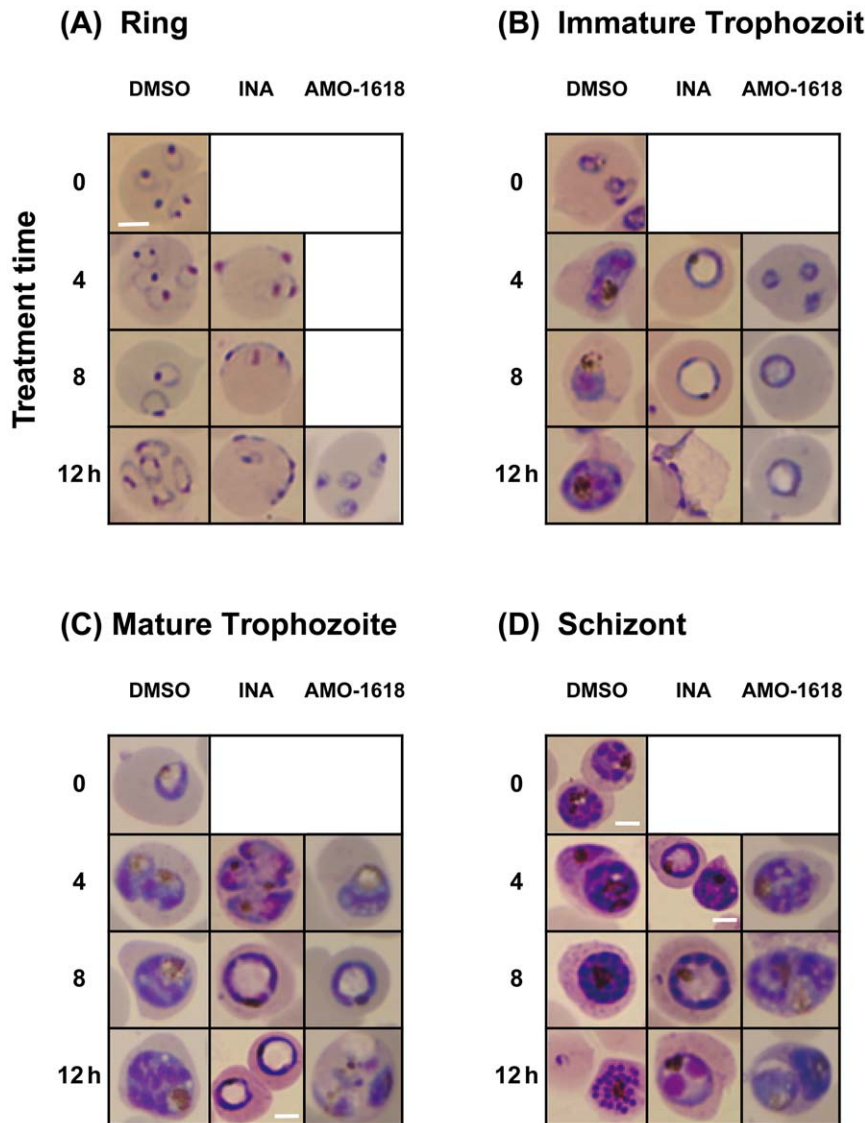 (A) Ring
DMSO INA AMO-1618
0
4
8
12 h
Treatment time
(B) Immature Trophozoit
DMSO INA AMO-1618
0
4
8
12 h
(C) Mature Trophozoite
DMSO INA AMO-1618
0
4
8
12 h
(D) Schizont
DMSO INA AMO-1618
0
4
8
12 h